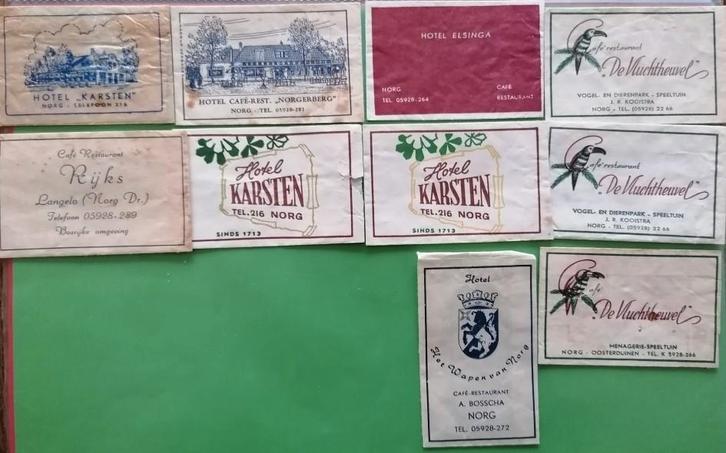 HOTEL „KARSTEN"
NORG - TELEFOON 216
HOTEL CAFÉ-REST. „NORGERBERG"
NORG - TEL. 05928-281
HOTEL ELSINGA
NORG
TEL 05928-264
CAFÉ
RESTAURANT
café restaurant
„De Vluchtheuvel"
VOGEL- EN DIERENPARK - SPEELTUIN
J. R. KOOISTRA
NORG - TEL. (05928) 22 66
Café Restaurant
Rijks
Langelo (Norg Dr.)
Telefoon 05928-289
Bosrijke omgeving
Hotel
KARSTEN
TEL. 216 NORG
SINDS 1713
Hotel
KARSTEN
TEL. 216 NORG
SINDS 1713
café restaurant
„De Vluchtheuvel"
VOGEL- EN DIERENPARK - SPEELTUIN
J. R. KOOISTRA
NORG - TEL. (05928) 22 66
Hotel
Het Wapen van Norg
CAFÉ-RESTAURANT
A. BOSSCHA
NORG
TEL. 05928-272
café
„De Vluchtheuvel"
MENAGERIE-SPEELTUIN
NORG - OOSTERDUINEN - TEL. K 5928-266